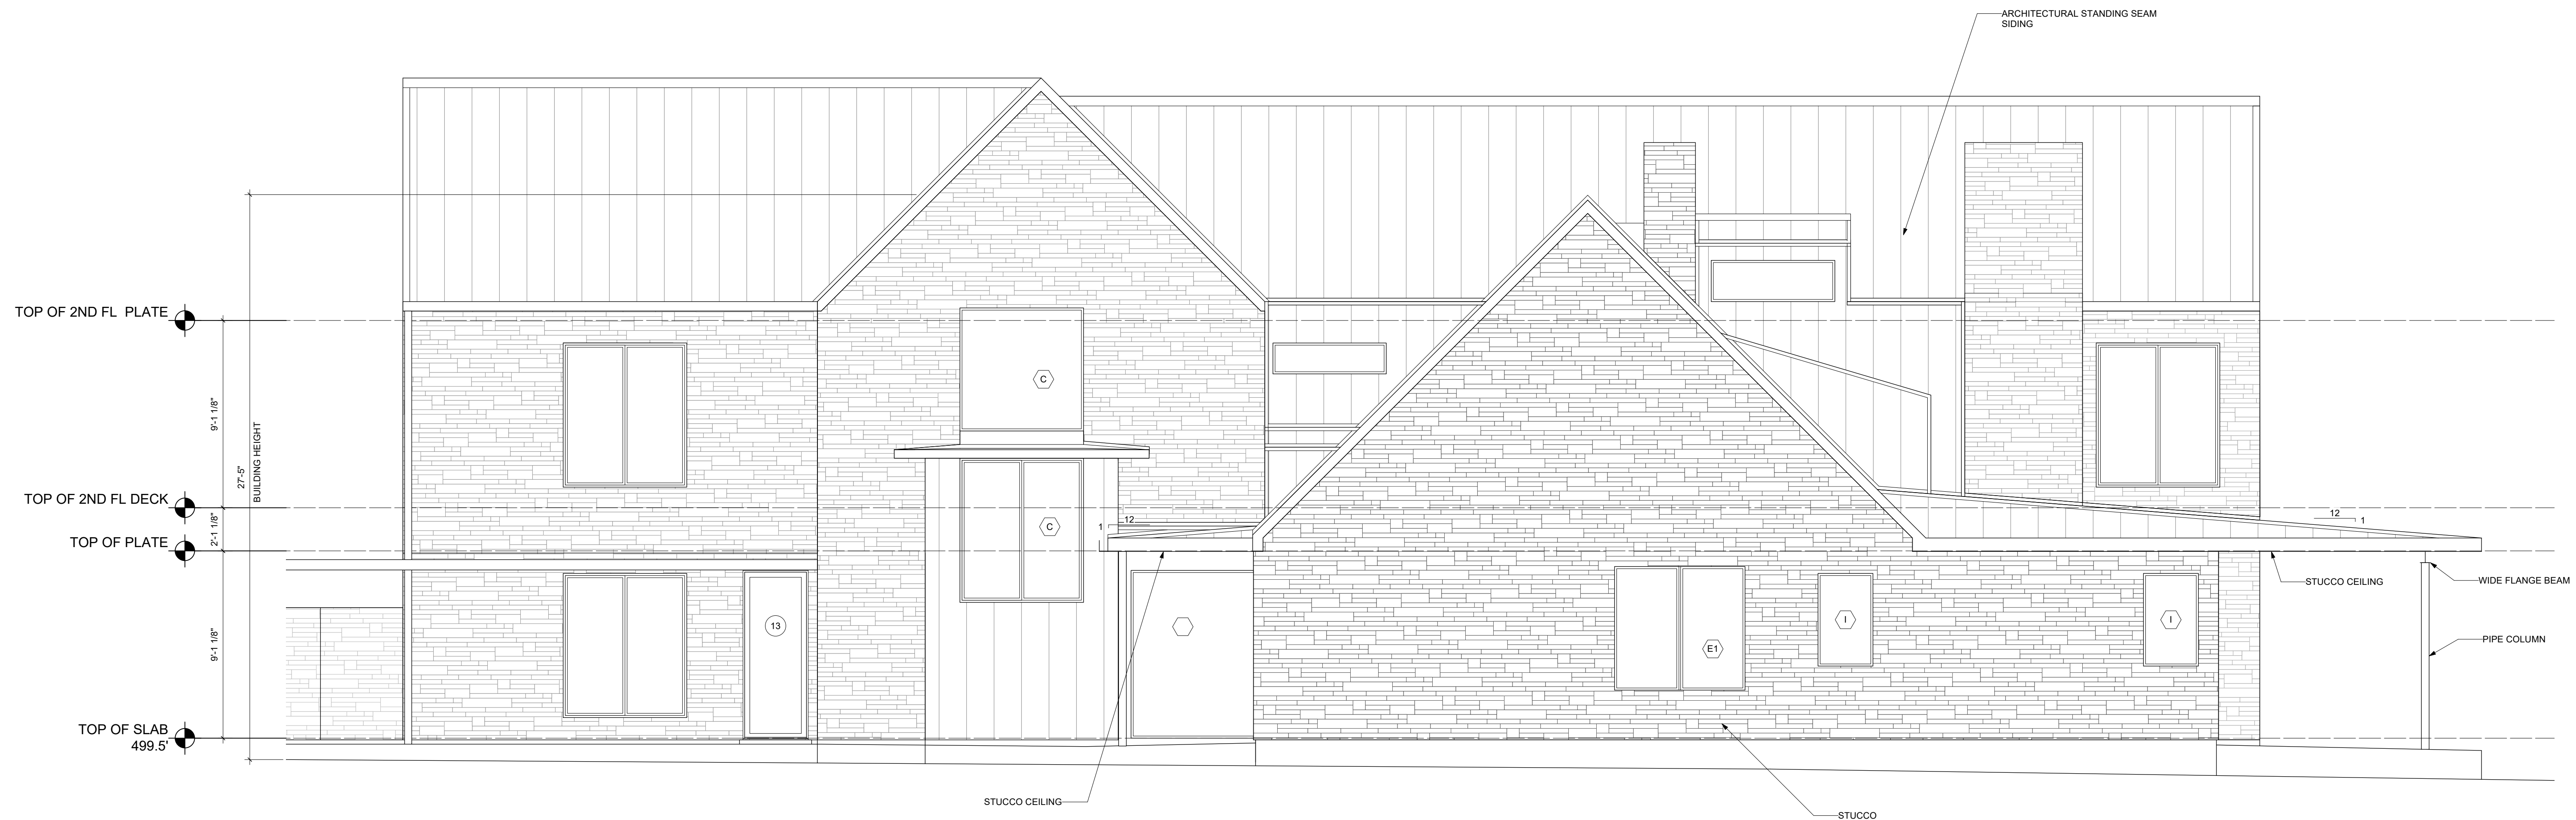 ARCHITECTURAL STANDING SEAM
SIDING
TOP OF 2ND FL  PLATE
9'-1 1/8"
27'-5"
BUILDING HEIGHT
C
TOP OF 2ND FL DECK
2'-1 1/8"
C
1
12
12
1
TOP OF PLATE
STUCCO CEILING
WIDE FLANGE BEAM
9'-1 1/8"
13
I
I
E1
PIPE COLUMN
TOP OF SLAB
499.5'
STUCCO CEILING
STUCCO